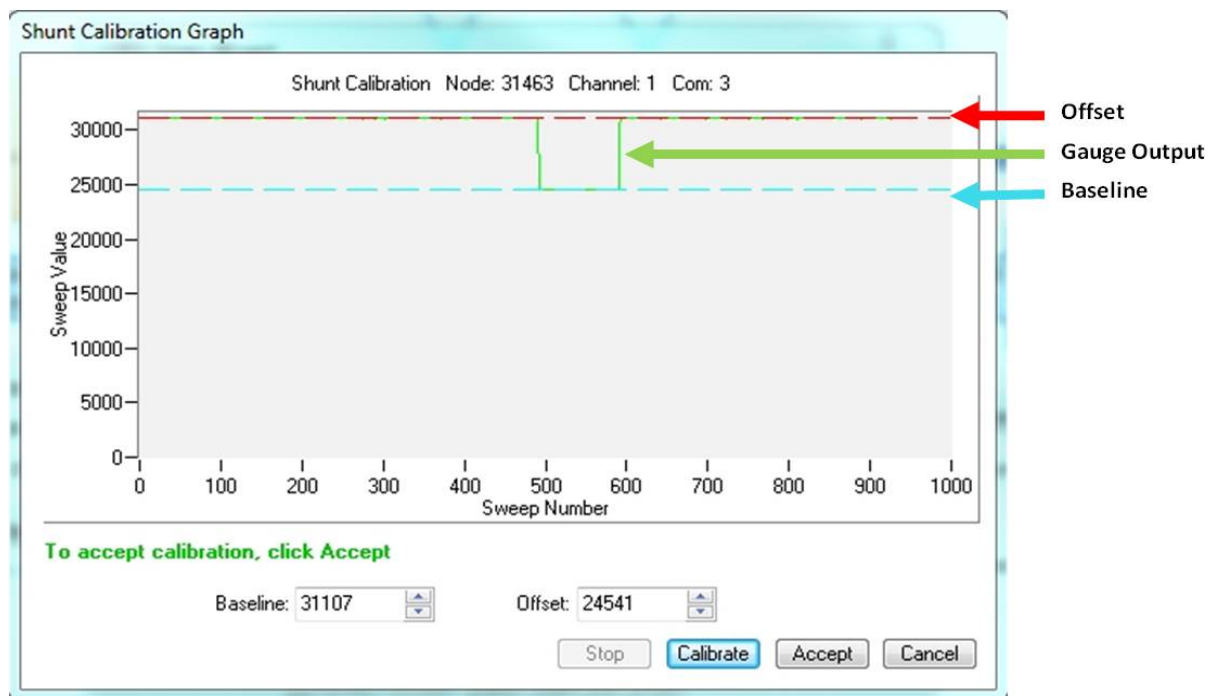 Shunt Calibration Graph
Shunt Calibration Node: 31463 Channel: 1 Com: 3
Offset
Gauge Output
Baseline
Sweep Value
30000
25000
20000
15000
10000
5000
0
0 100 200 300 400 500 600 700 800 900 1000
Sweep Number
To accept calibration, click Accept
Baseline: 31107 Offset: 24541
Stop Calibrate Accept Cancel